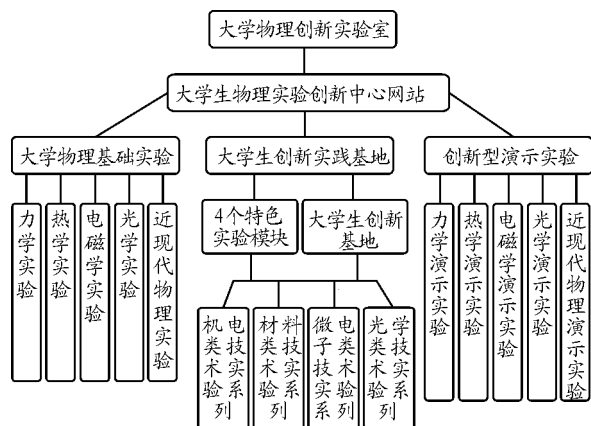 大学物理创新实验室
大学生物理实验创新中心网站
大学物理基础实验
大学生创新实践基地
创新型演示实验
力学实验
热学实验
电磁学实验
光学实验
近现代物理实验
4个特色
实验模块
大学生创新
基地
机电类技术实验系列
材料类技术实验系列
微电子类技术实验系列
光学类技术实验系列
力学演示实验
热学演示实验
电磁学演示实验
光学演示实验
近现代物理演示实验